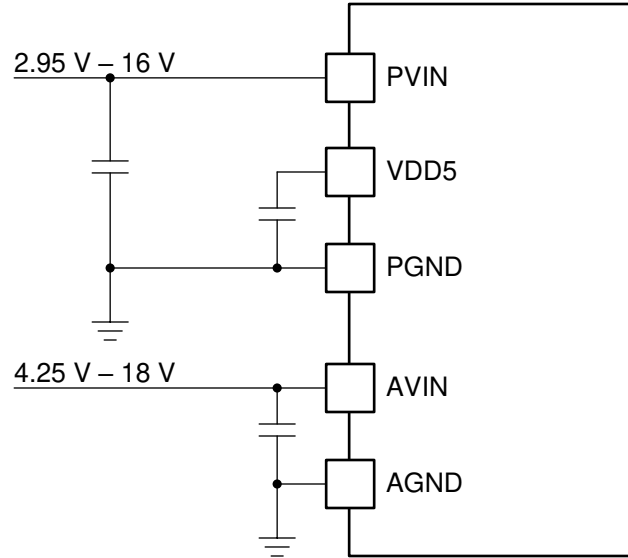 2.95 V – 16 V
PVIN
VDD5
PGND
4.25 V – 18 V
AVIN
AGND